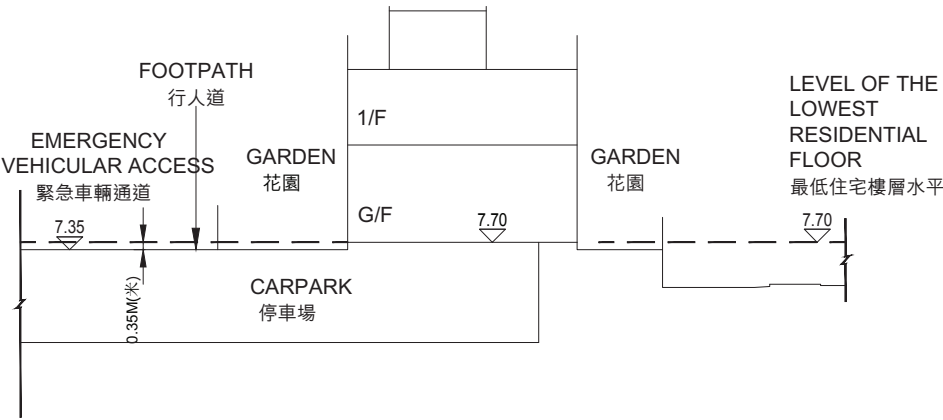 FOOTPATH
行人道
LEVEL OF THE
LOWEST
RESIDENTIAL
FLOOR
最低住宅樓層水平
1/F
EMERGENCY
VEHICULAR ACCESS
緊急車輛通道
GARDEN
花園
GARDEN
花園
G/F
7.35
7.70
7.70
0.35M(米)
CARPARK
停車場